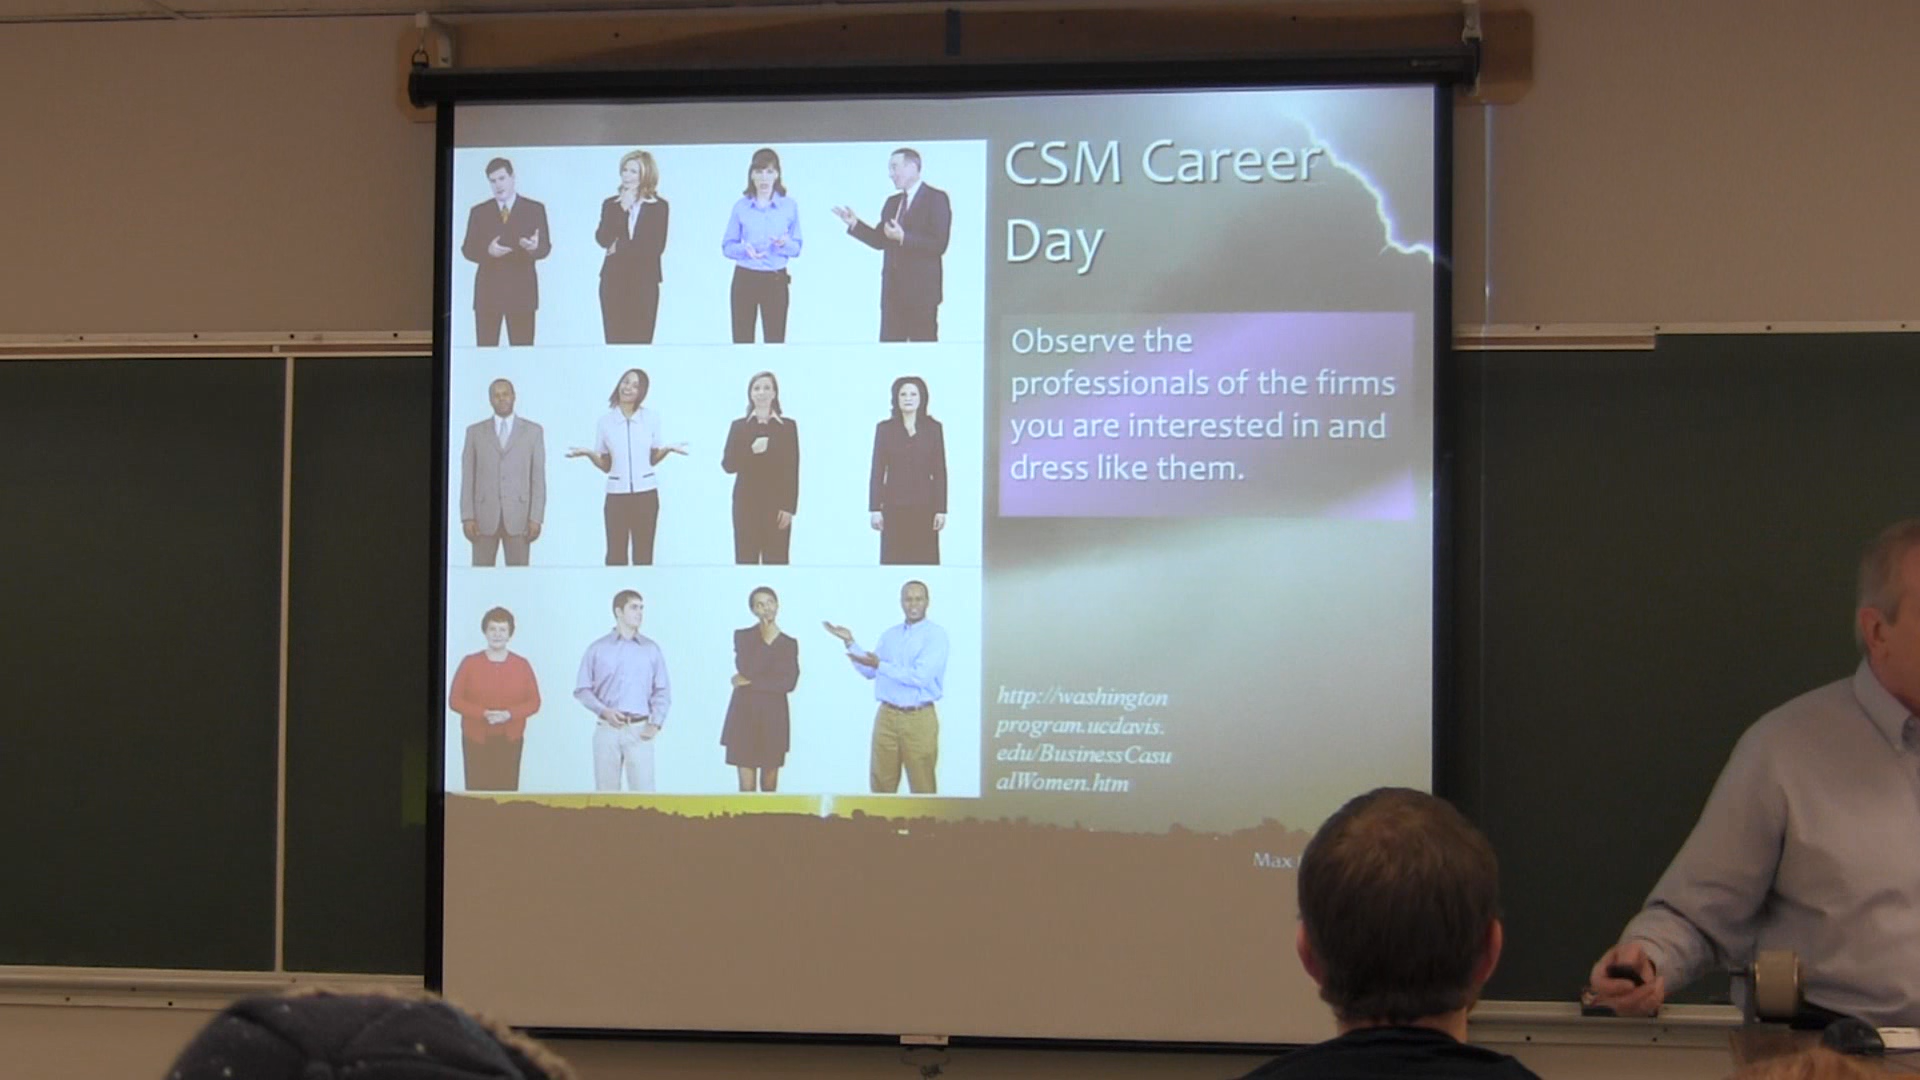 CSM Career
Day
Observe the
professionals of the firms
you are interested in and
dress like them.
http://washington
program.ucdavis.
edu/BusinessCasu
alWomen.htm
Max